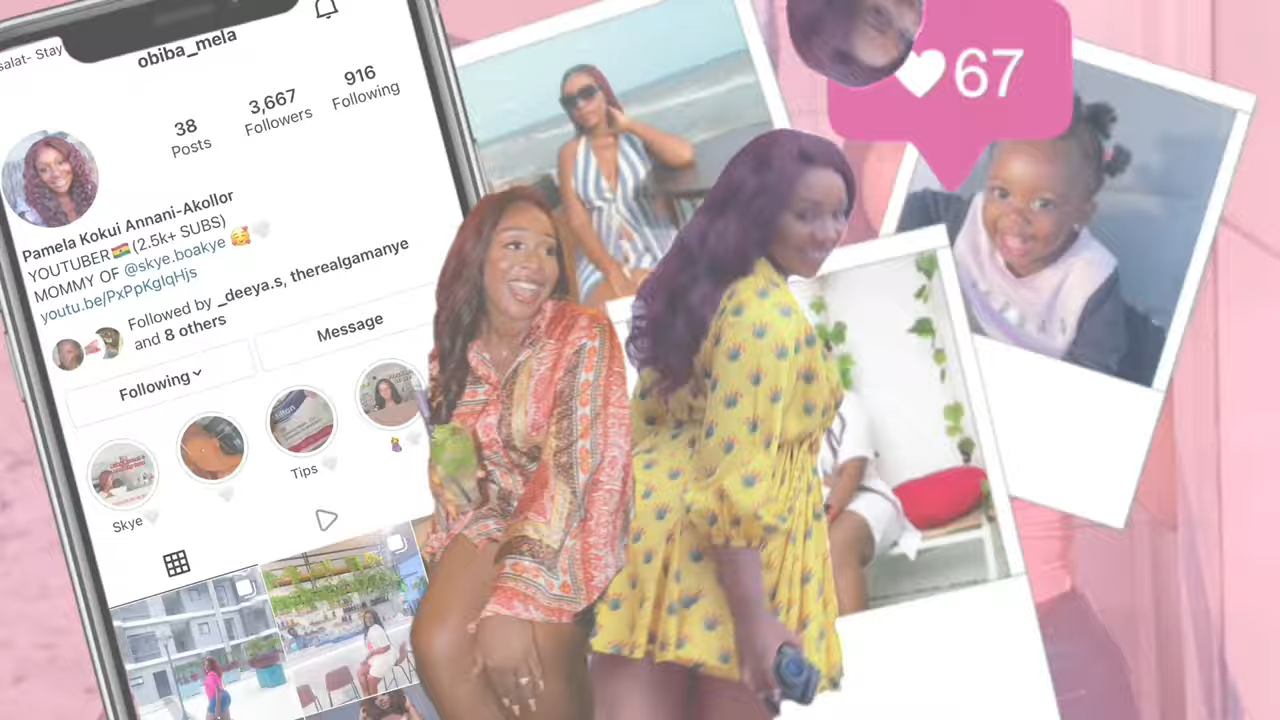 salat- Stay
obiba_mela
38
Posts
3,667
Followers
916
Following
Pamela Kokui Annani-Akollor
YOUTUBER🇬🇭(2.5k+ SUBS)
MOMMY OF @skye.boakye 🥰🤍
youtu.be/PxPpKglqHjs
Followed by _deeya.s, therealgamanye
and 8 others
Following
Message
Skye🤍
🤍
Tips🤍
🤱🏾🤍
67